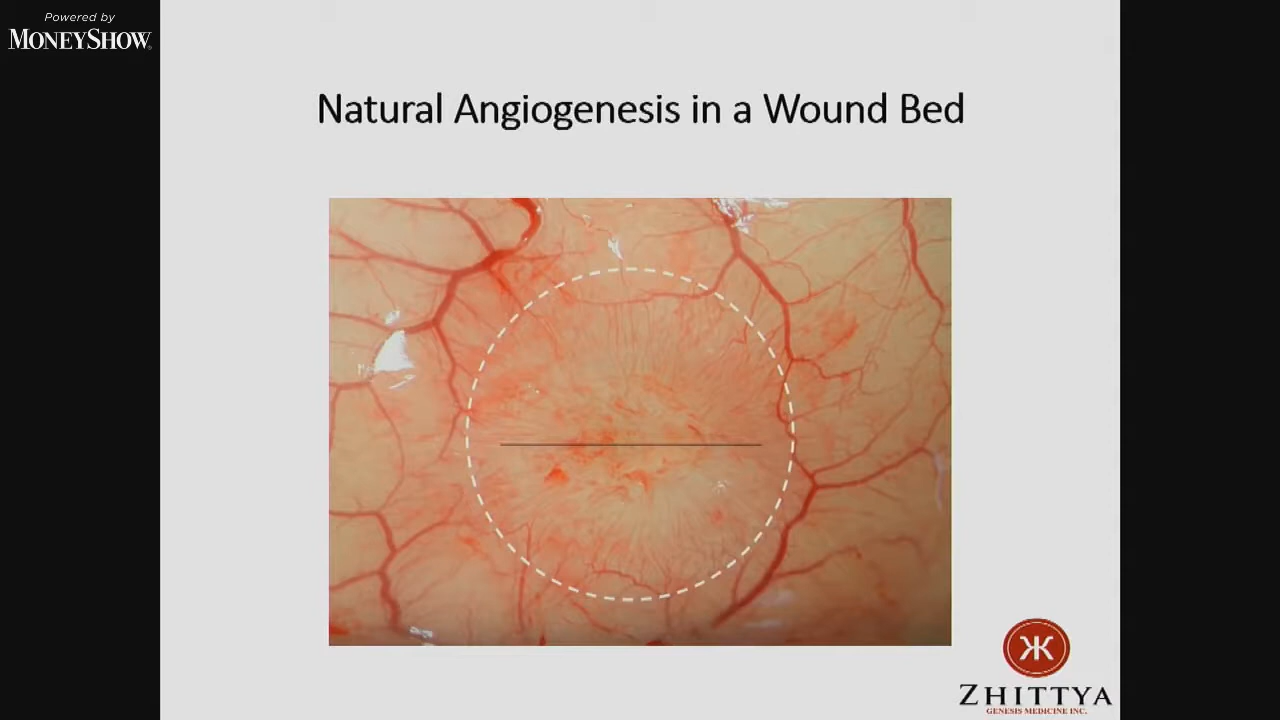 Powered by
MONEYSHOW
Natural Angiogenesis in a Wound Bed
ZHITTYA
GENESIS MEDICINE INC.